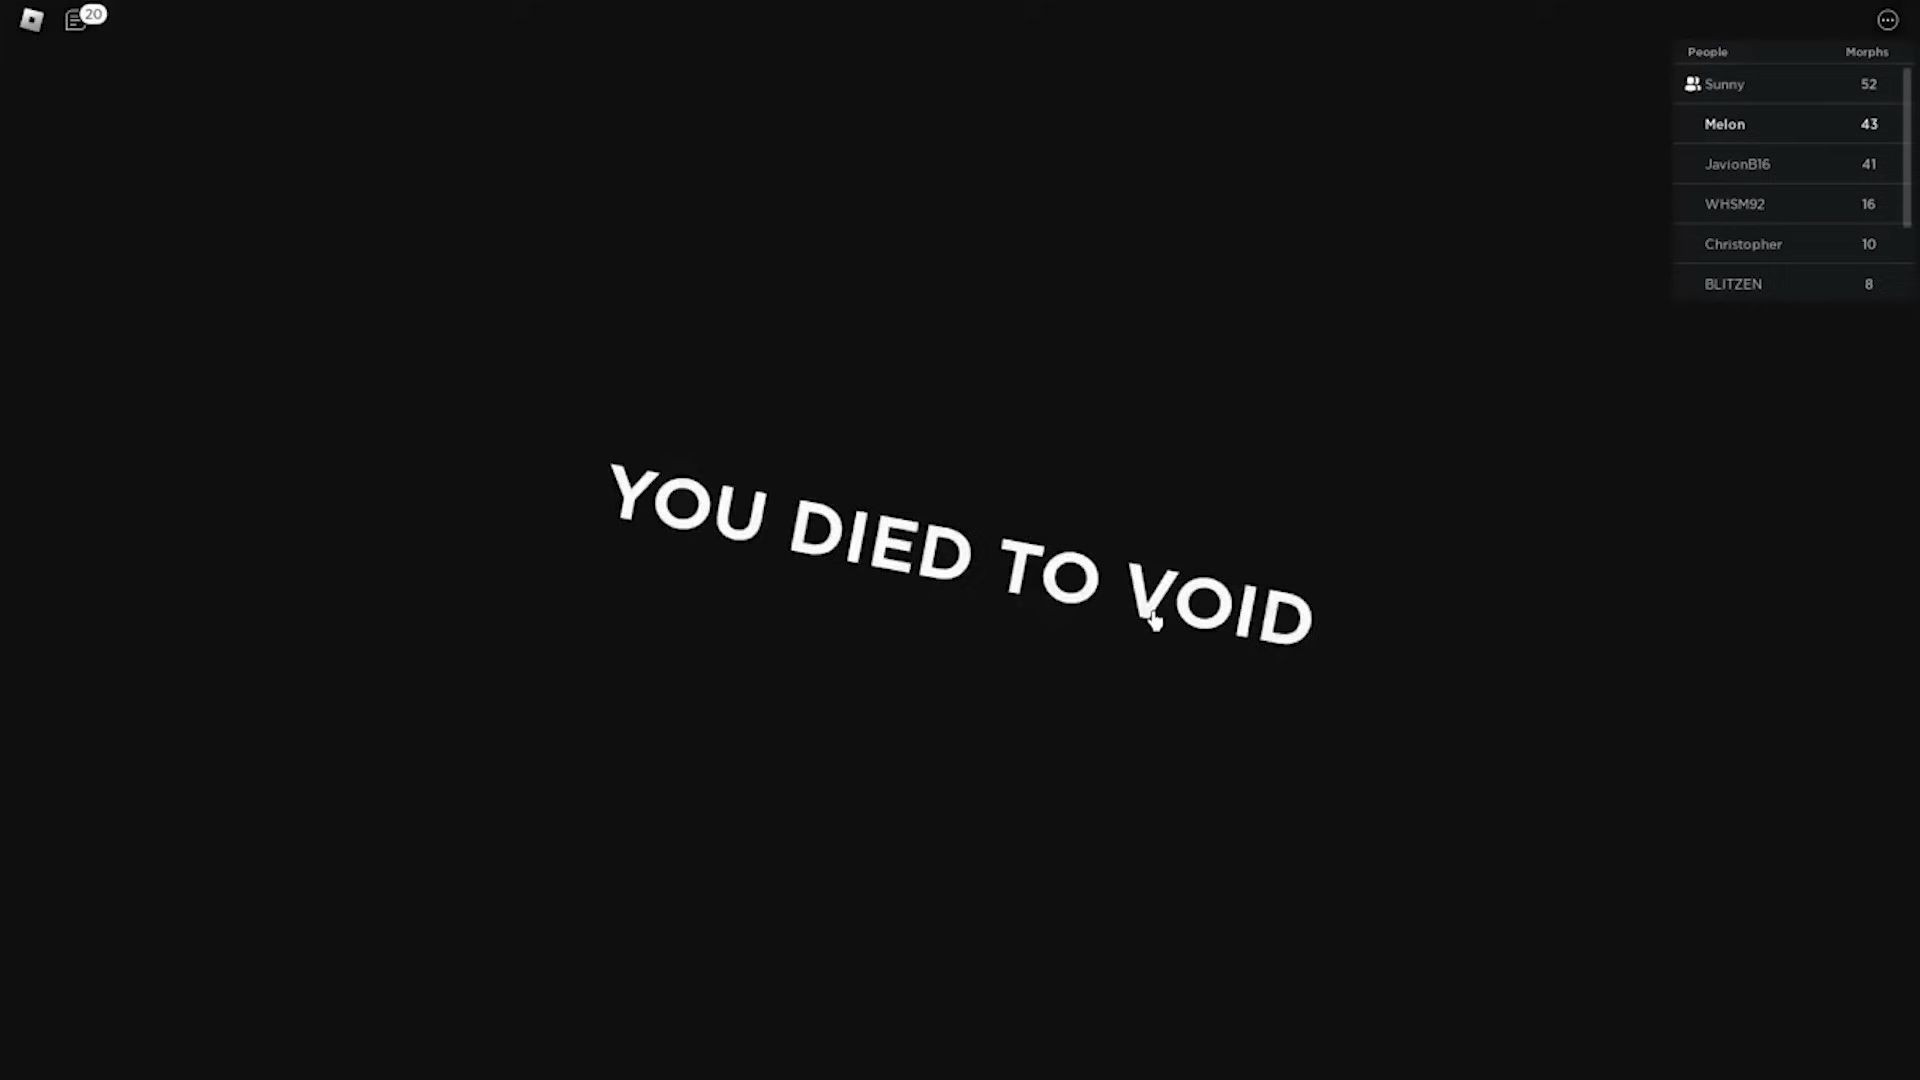 20
People Morphs
Sunny 52
Melon 43
JavionB16 41
WHSM92 16
Christopher 10
BLITZEN 8
YOU DIED TO VOID